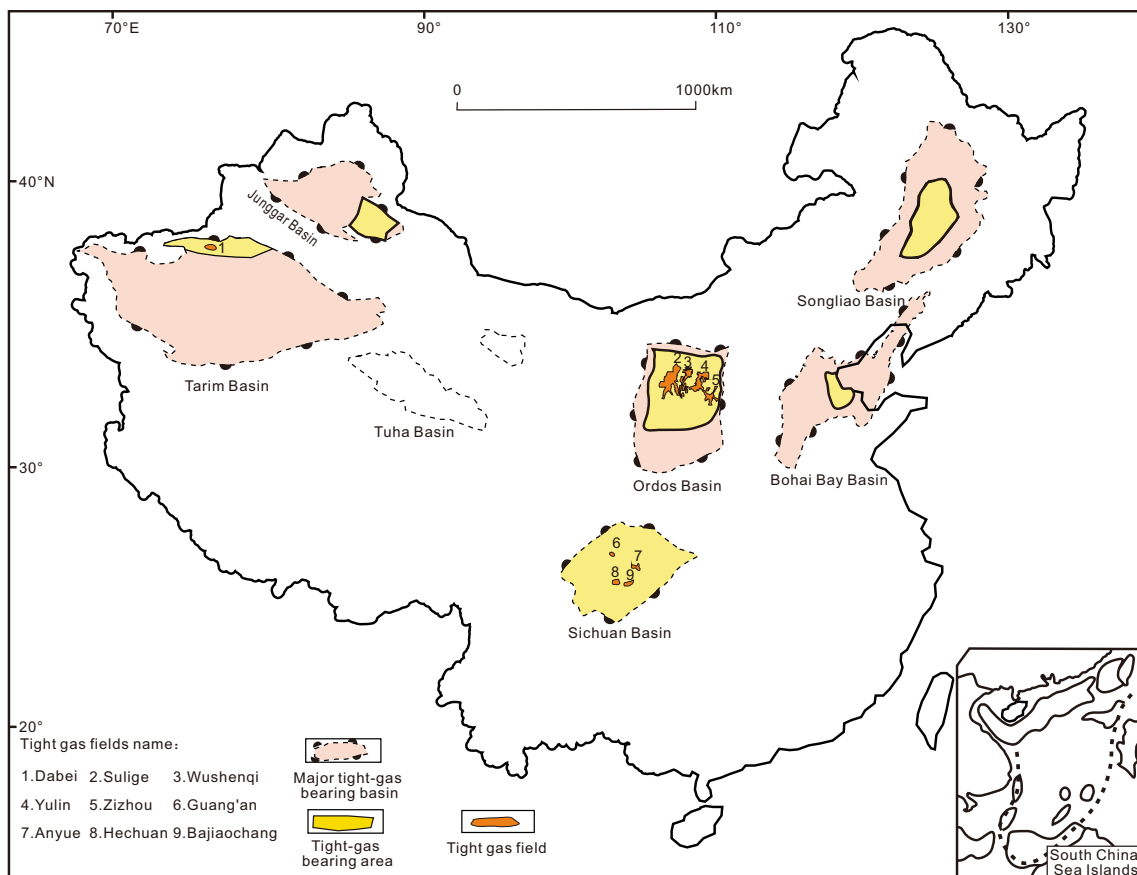 70°E 90° 110° 130°
0 1000km
40°N
Junggar Basin
1
Songliao Basin
Tarim Basin
2 3 4
5
Tuha Basin
Ordos Basin
Bohai Bay Basin
30°
6
7
8 9
Sichuan Basin
20°
Tight gas fields name:
1.Dabei 2.Sulige 3.Wushenqi
4.Yulin 5.Zizhou 6.Guang'an
7.Anyue 8.Hechuan 9.Bajiaochang
Major tight-gas
bearing basin
Tight-gas
bearing area
Tight gas field
South China
Sea Islands